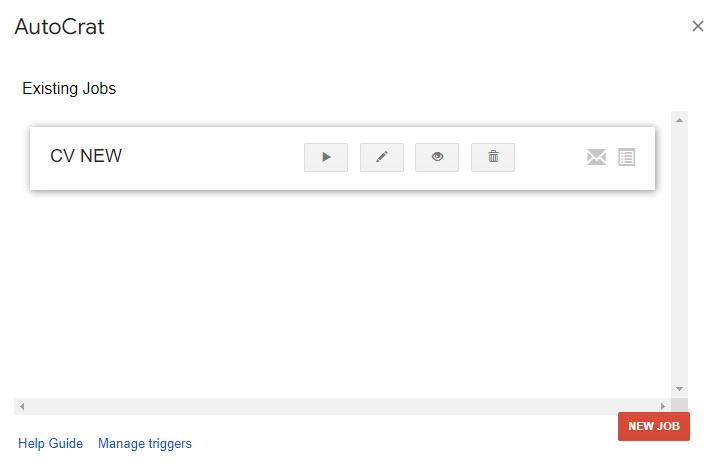 AutoCrat
Existing Jobs
CV NEW
NEW JOB
Help Guide Manage triggers